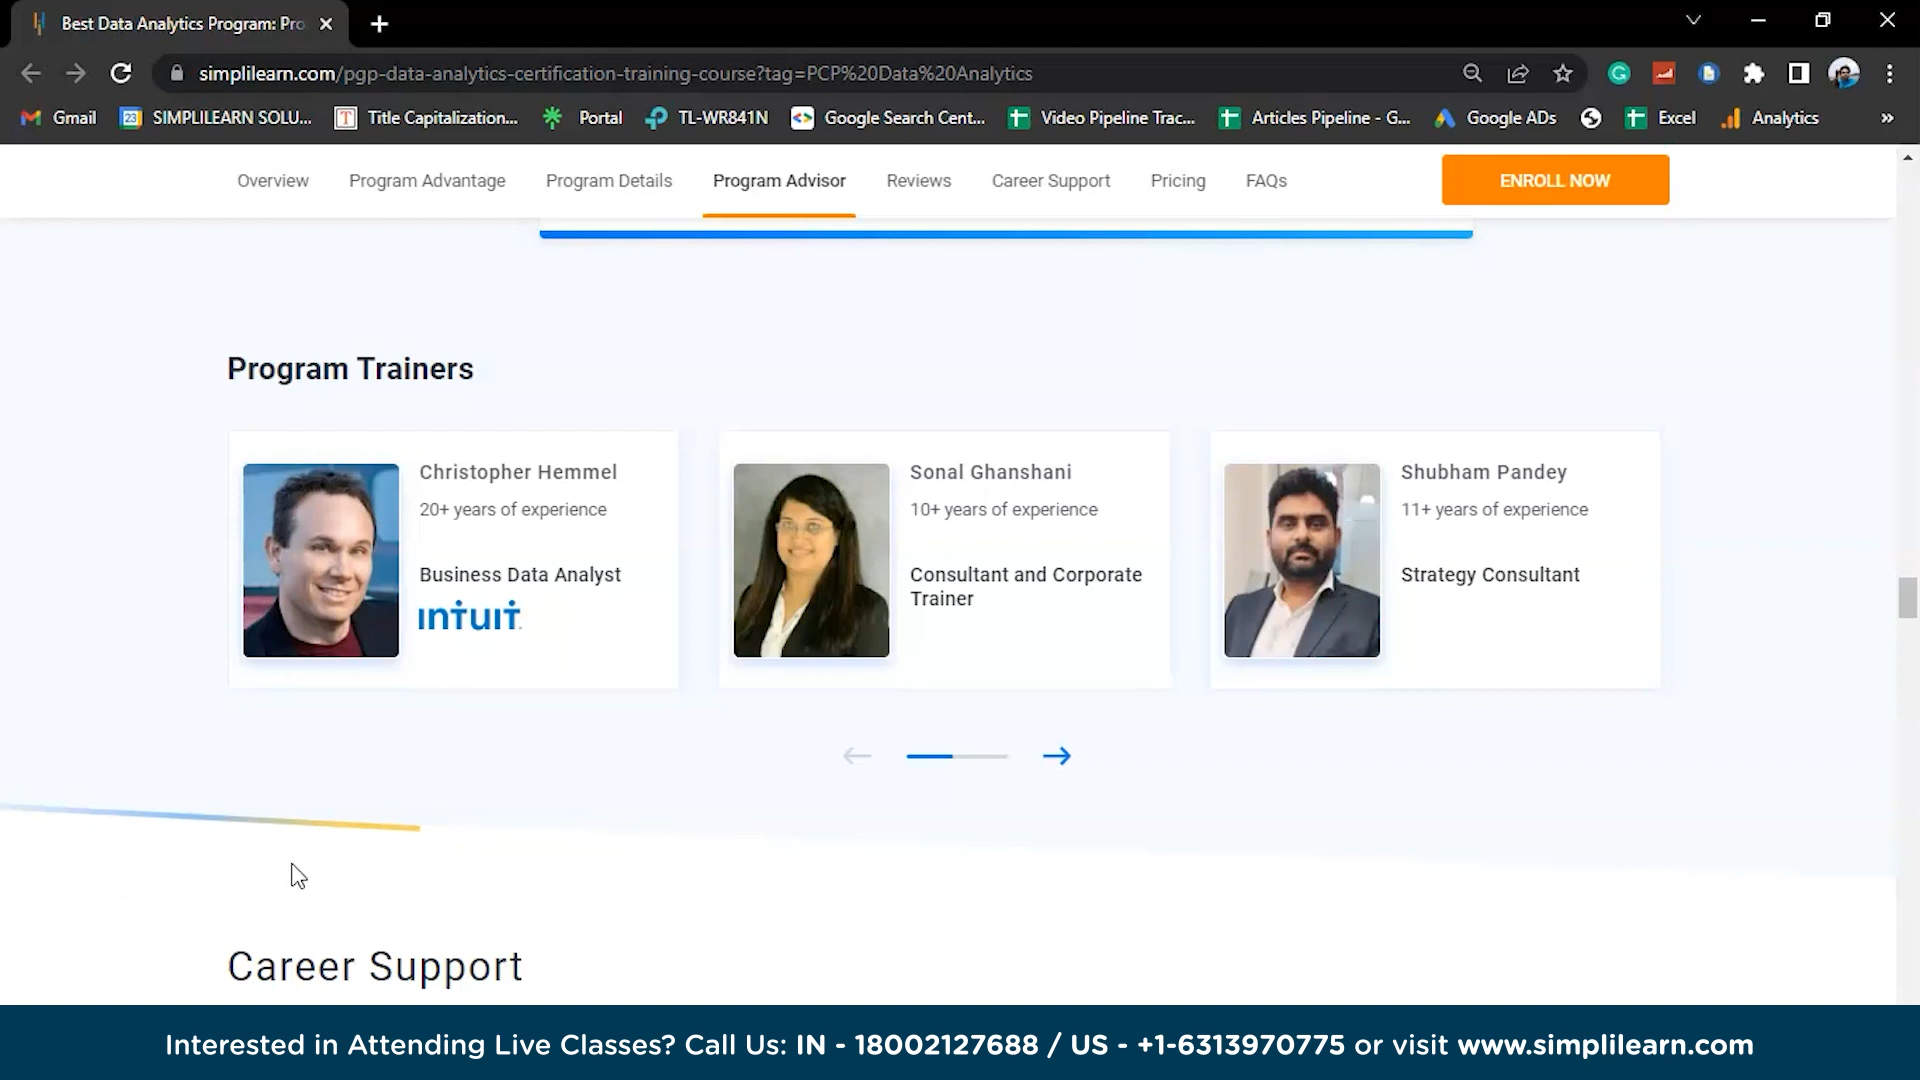 Best Data Analytics Program: Pro
simplilearn.com/pgp-data-analytics-certification-training-course?tag=PCP%20Data%20Analytics
Gmail
23 SIMPLILEARN SOLU...
T Title Capitalization...
Portal
TL-WR841N
Google Search Cent...
Video Pipeline Trac...
Articles Pipeline - G...
Google ADs
Excel
Analytics
»
Overview
Program Advantage
Program Details
Program Advisor
Reviews
Career Support
Pricing
FAQs
ENROLL NOW
Program Trainers
Christopher Hemmel
20+ years of experience
Business Data Analyst
intuit.
Sonal Ghanshani
10+ years of experience
Consultant and Corporate
Trainer
Shubham Pandey
11+ years of experience
Strategy Consultant
Career Support
Interested in Attending Live Classes? Call Us: IN - 18002127688 / US - +1-6313970775 or visit www.simplilearn.com